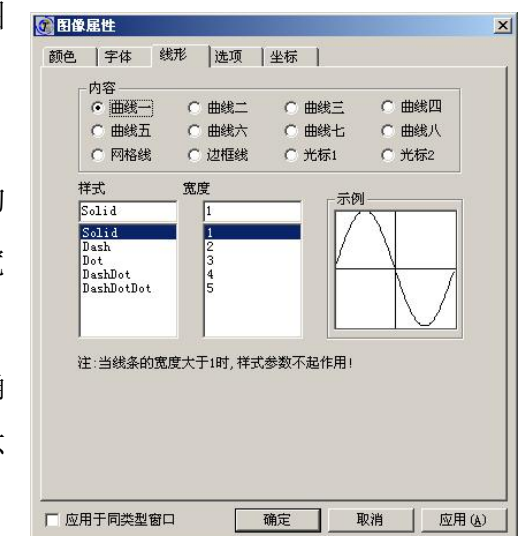 图像属性
颜色 字体 线形 选项 坐标
内容
曲线一 曲线二 曲线三 曲线四
曲线五 曲线六 曲线七 曲线八
网格线 边框线 光标1 光标2
样式 宽度 示例
Solid 1
Solid 1
Dash 2
Dot 3
DashDot 4
DashDotDot 5
注:当线条的宽度大于1时,样式参数不起作用!
应用于同类型窗口 确定 取消 应用(A)